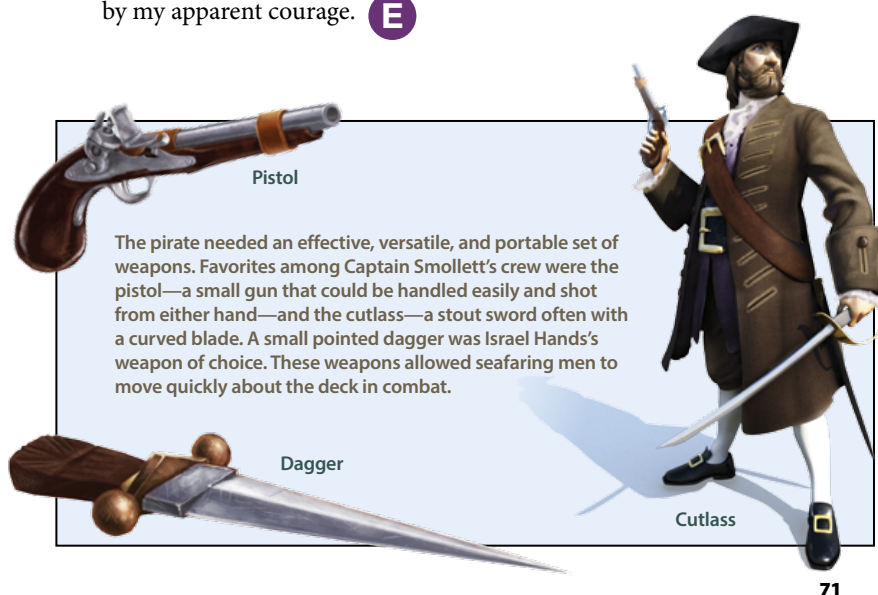 by my apparent courage.
E
Pistol
The pirate needed an effective, versatile, and portable set of
weapons. Favorites among Captain Smollett’s crew were the
pistol—a small gun that could be handled easily and shot
from either hand—and the cutlass—a stout sword often with
a curved blade. A small pointed dagger was Israel Hands’s
weapon of choice. These weapons allowed seafaring men to
move quickly about the deck in combat.
Dagger
Cutlass
71